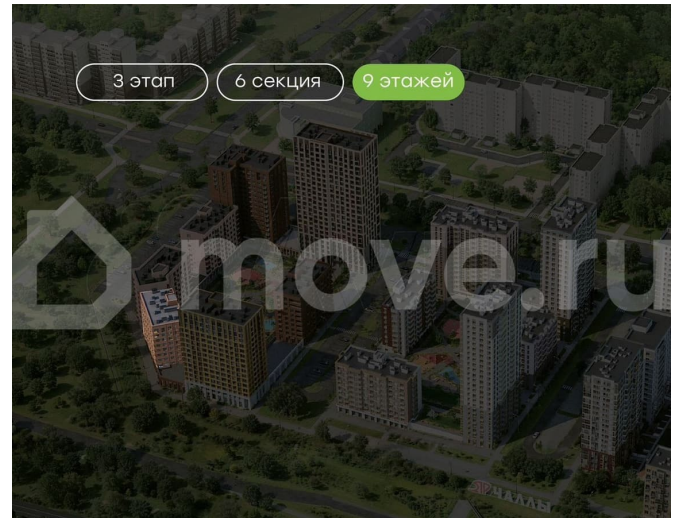 3 этап
6 секция
9 этажей
move.ru
ЧАЛЛЫ